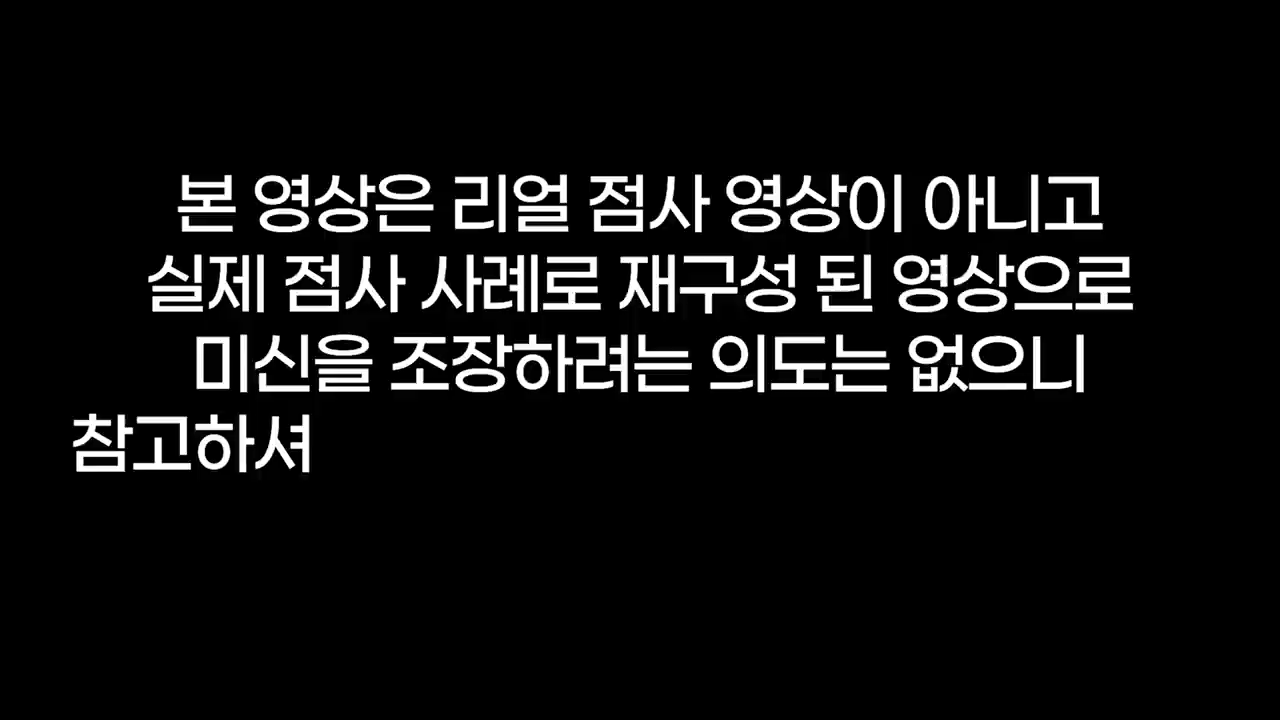 본 영상은 리얼 점사 영상이 아니고
실제 점사 사례로 재구성 된 영상으로
미신을 조장하려는 의도는 없으니
참고하셔